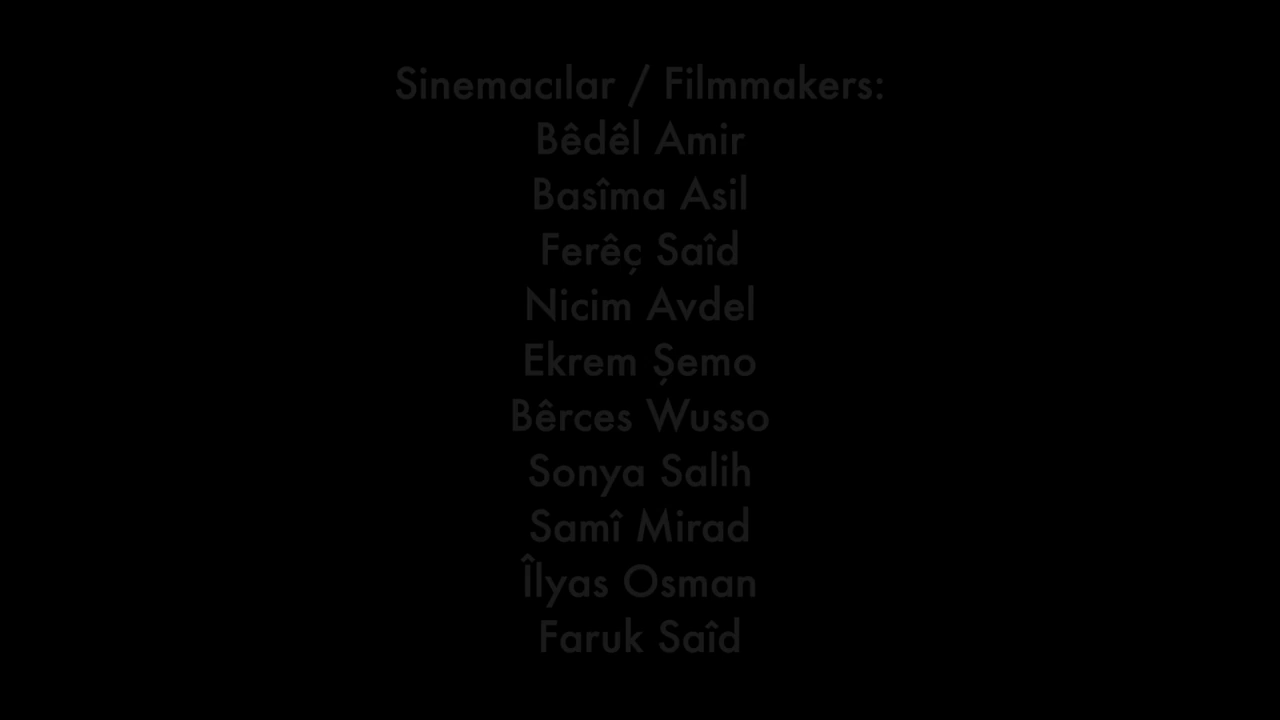 Sinemacılar / Filmmakers:
Bêdêl Amir
Basîma Asil
Ferêç Saîd
Nicim Avdel
Ekrem Şemo
Bêrces Wusso
Sonya Salih
Samî Mirad
Îlyas Osman
Faruk Saîd